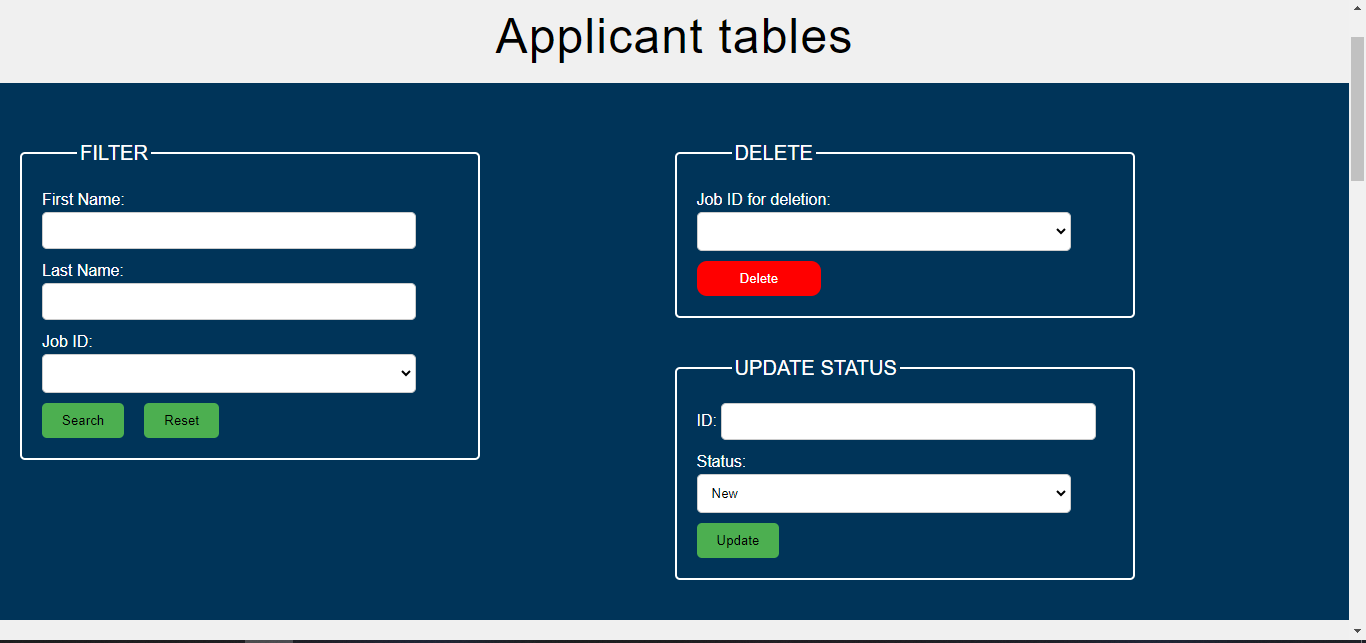 Applicant tables
FILTER
First Name:
Last Name:
Job ID:
Search
Reset
DELETE
Job ID for deletion:
Delete
UPDATE STATUS
ID:
Status:
New
Update